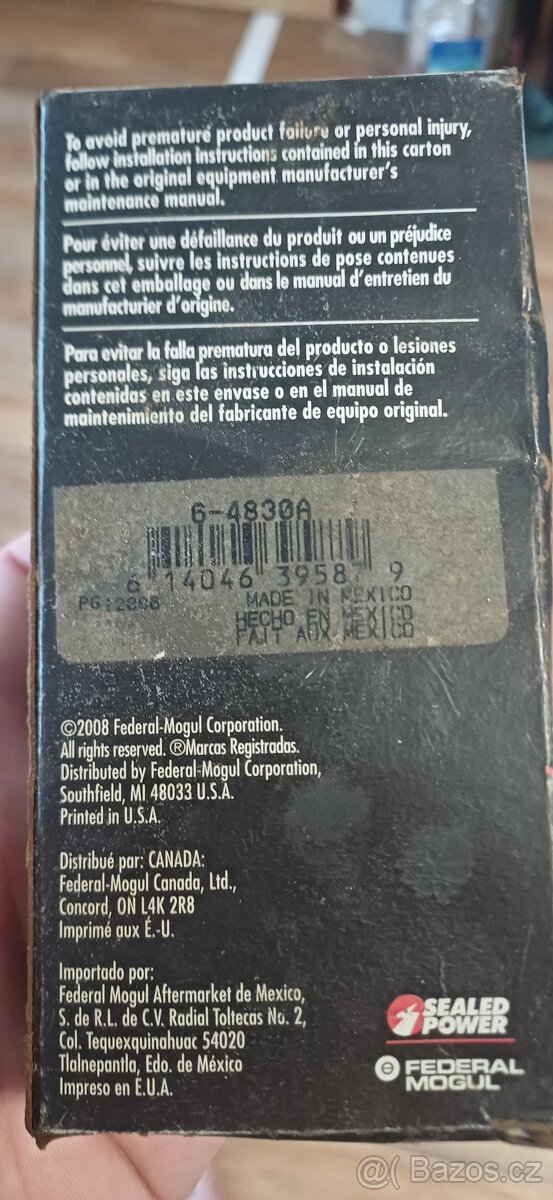 To avoid premature product failure or personal injury,
follow installation instructions contained in this carton
or in the original equipment manufacturer's
maintenance manual.
Pour éviter une défaillance du produit ou un préjudice
personnel, suivre les instructions de pose contenues
dans cet emballage ou dans le manuel d'entretien du
manufacturier d'origine.
Para evitar la falla prematura del producto o lesiones
personales, siga las instrucciones de instalación
contenidas en este envase o en el manual de
maintenimiento del fabricante de equipo original.
6-4830A
6 14046 39587 9
MADE IN MEXICO
HECHO EN MEXICO
FAIT AUX MEXICO
©2008 Federal-Mogul Corporation.
All rights reserved. ®Marcas Registradas.
Distributed by Federal-Mogul Corporation,
Southfield, MI 48033 U.S.A.
Printed in U.S.A.
Distribué par: CANADA:
Federal-Mogul Canada, Ltd.,
Concord, ON L4K 2R8
Imprimé aux É.-U.
Importado por:
Federal Mogul Aftermarket de Mexico,
S. de R.L. de C.V. Radial Toltecas No. 2,
Col. Tequexquinahuac 54020
Tlalnepantla, Edo. de México
Impreso en E.U.A.
SEALED
POWER
FEDERAL
MOGUL
@( Bazos.cz